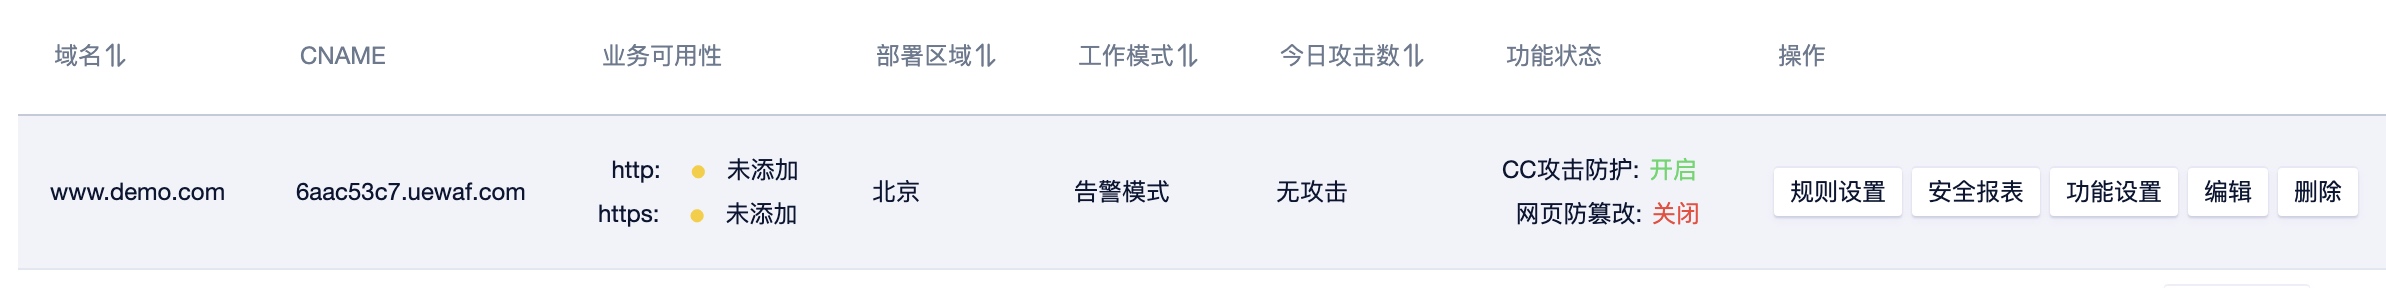 域名 CNAME 业务可用性 部署区域 工作模式 今日攻击数 功能状态 操作
http: 未添加 CC攻击防护: 开启
www.demo.com 6aac53c7.uewaf.com 北京 告警模式 无攻击 规则设置 安全报表 功能设置 编辑 删除
https: 未添加 网页防篡改: 关闭